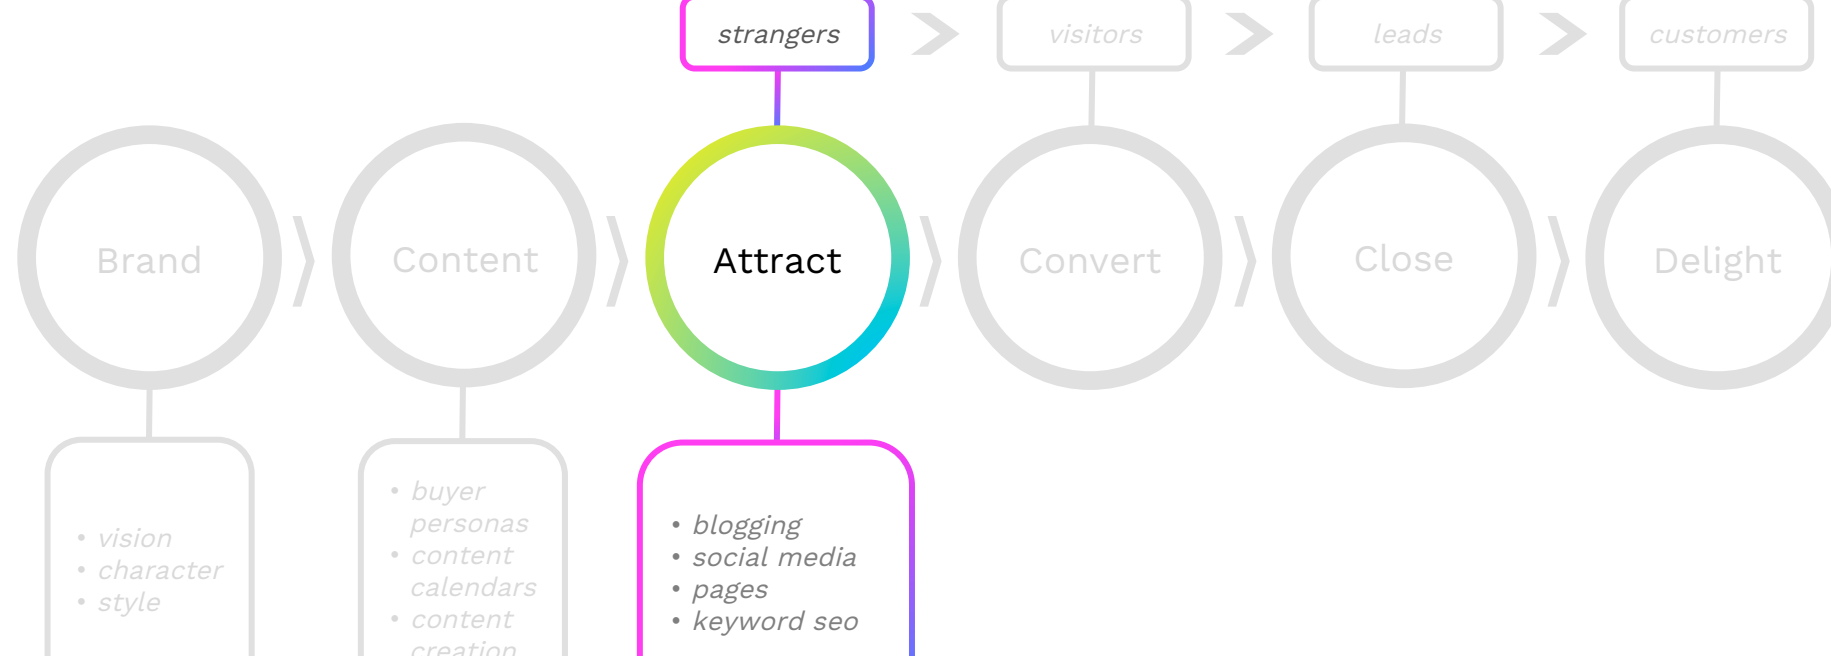 strangers
visitors
leads
customers
Brand
Content
Attract
Convert
Close
Delight
• vision
• character
• style
• buyer
personas
• content
calendars
• content
creation
• blogging
• social media
• pages
• keyword seo